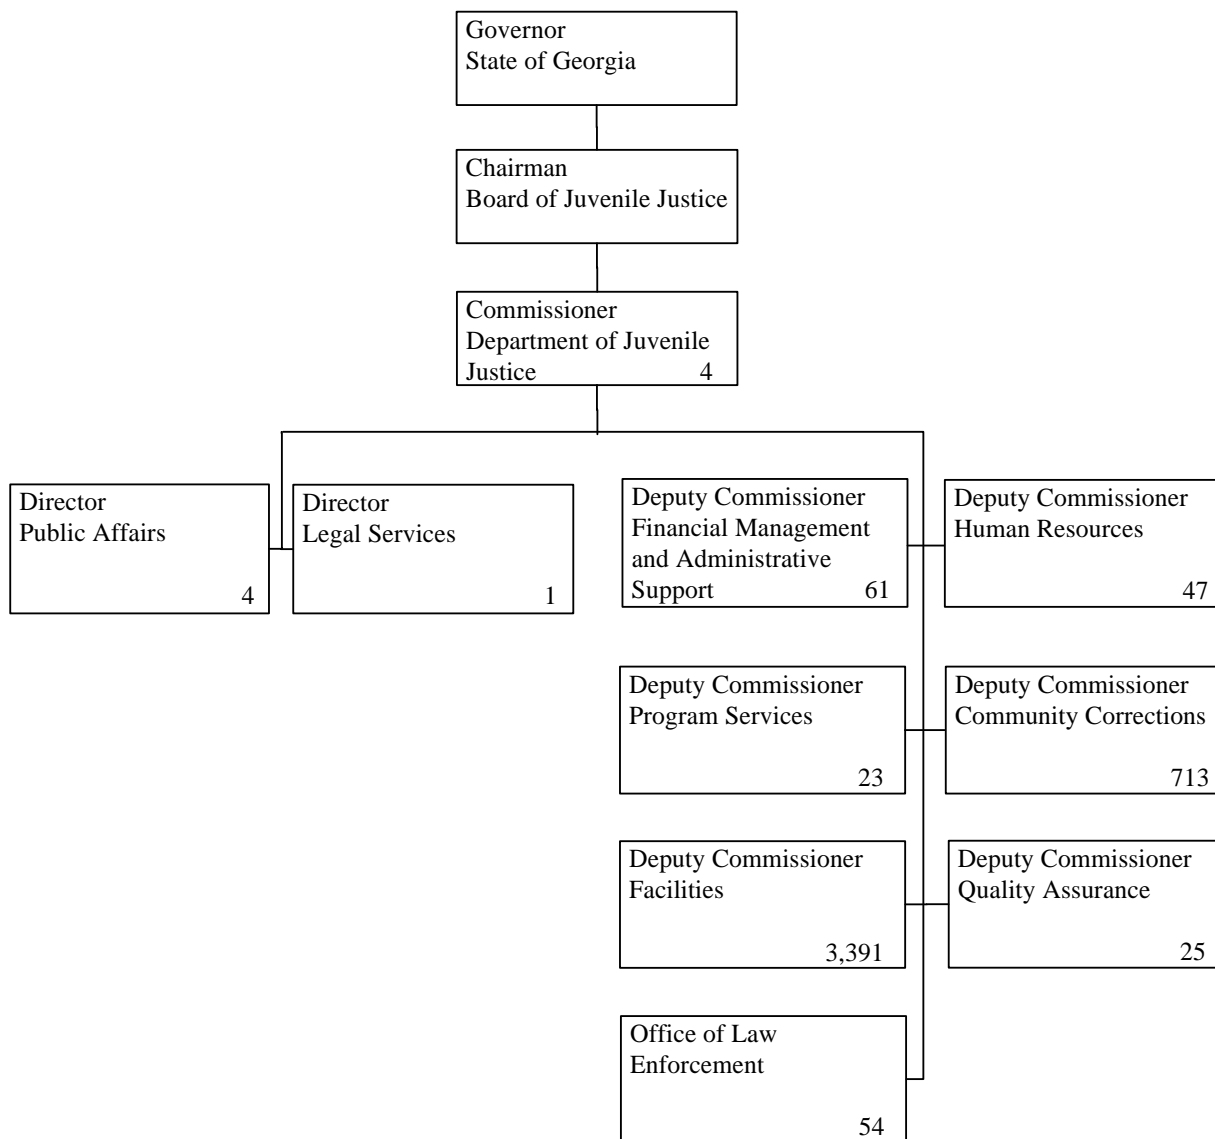 Governor
State of Georgia
Chairman
Board of Juvenile Justice
Commissioner
Department of Juvenile
Justice 4
Director
Public Affairs
4
Director
Legal Services
1
Deputy Commissioner
Financial Management
and Administrative
Support 61
Deputy Commissioner
Human Resources
47
Deputy Commissioner
Program Services
23
Deputy Commissioner
Community Corrections
713
Deputy Commissioner
Facilities
3,391
Deputy Commissioner
Quality Assurance
25
Office of Law
Enforcement
54